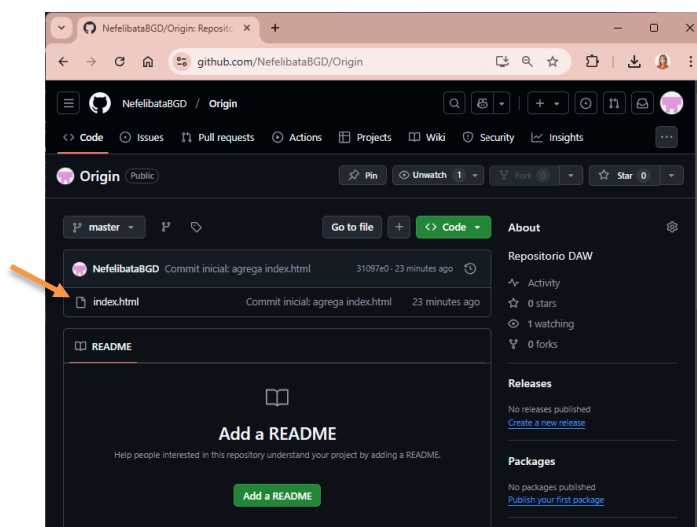 NefelibataBGD/Origin: Reposito
github.com/NefelibataBGD/Origin
NefelibataBGD / Origin
Code Issues Pull requests Actions Projects Wiki Security Insights
Origin Public Pin Unwatch 1 Fork 0 Star 0
master Go to file Code
About
Repositorio DAW
NefelibataBGD Commit inicial: agrega index.html 31097e0 · 23 minutes ago
index.html Commit inicial: agrega index.html 23 minutes ago
Activity
0 stars
1 watching
0 forks
README
Add a README
Help people interested in this repository understand your project by adding a README.
Add a README
Releases
No releases published
Create a new release
Packages
No packages published
Publish your first package